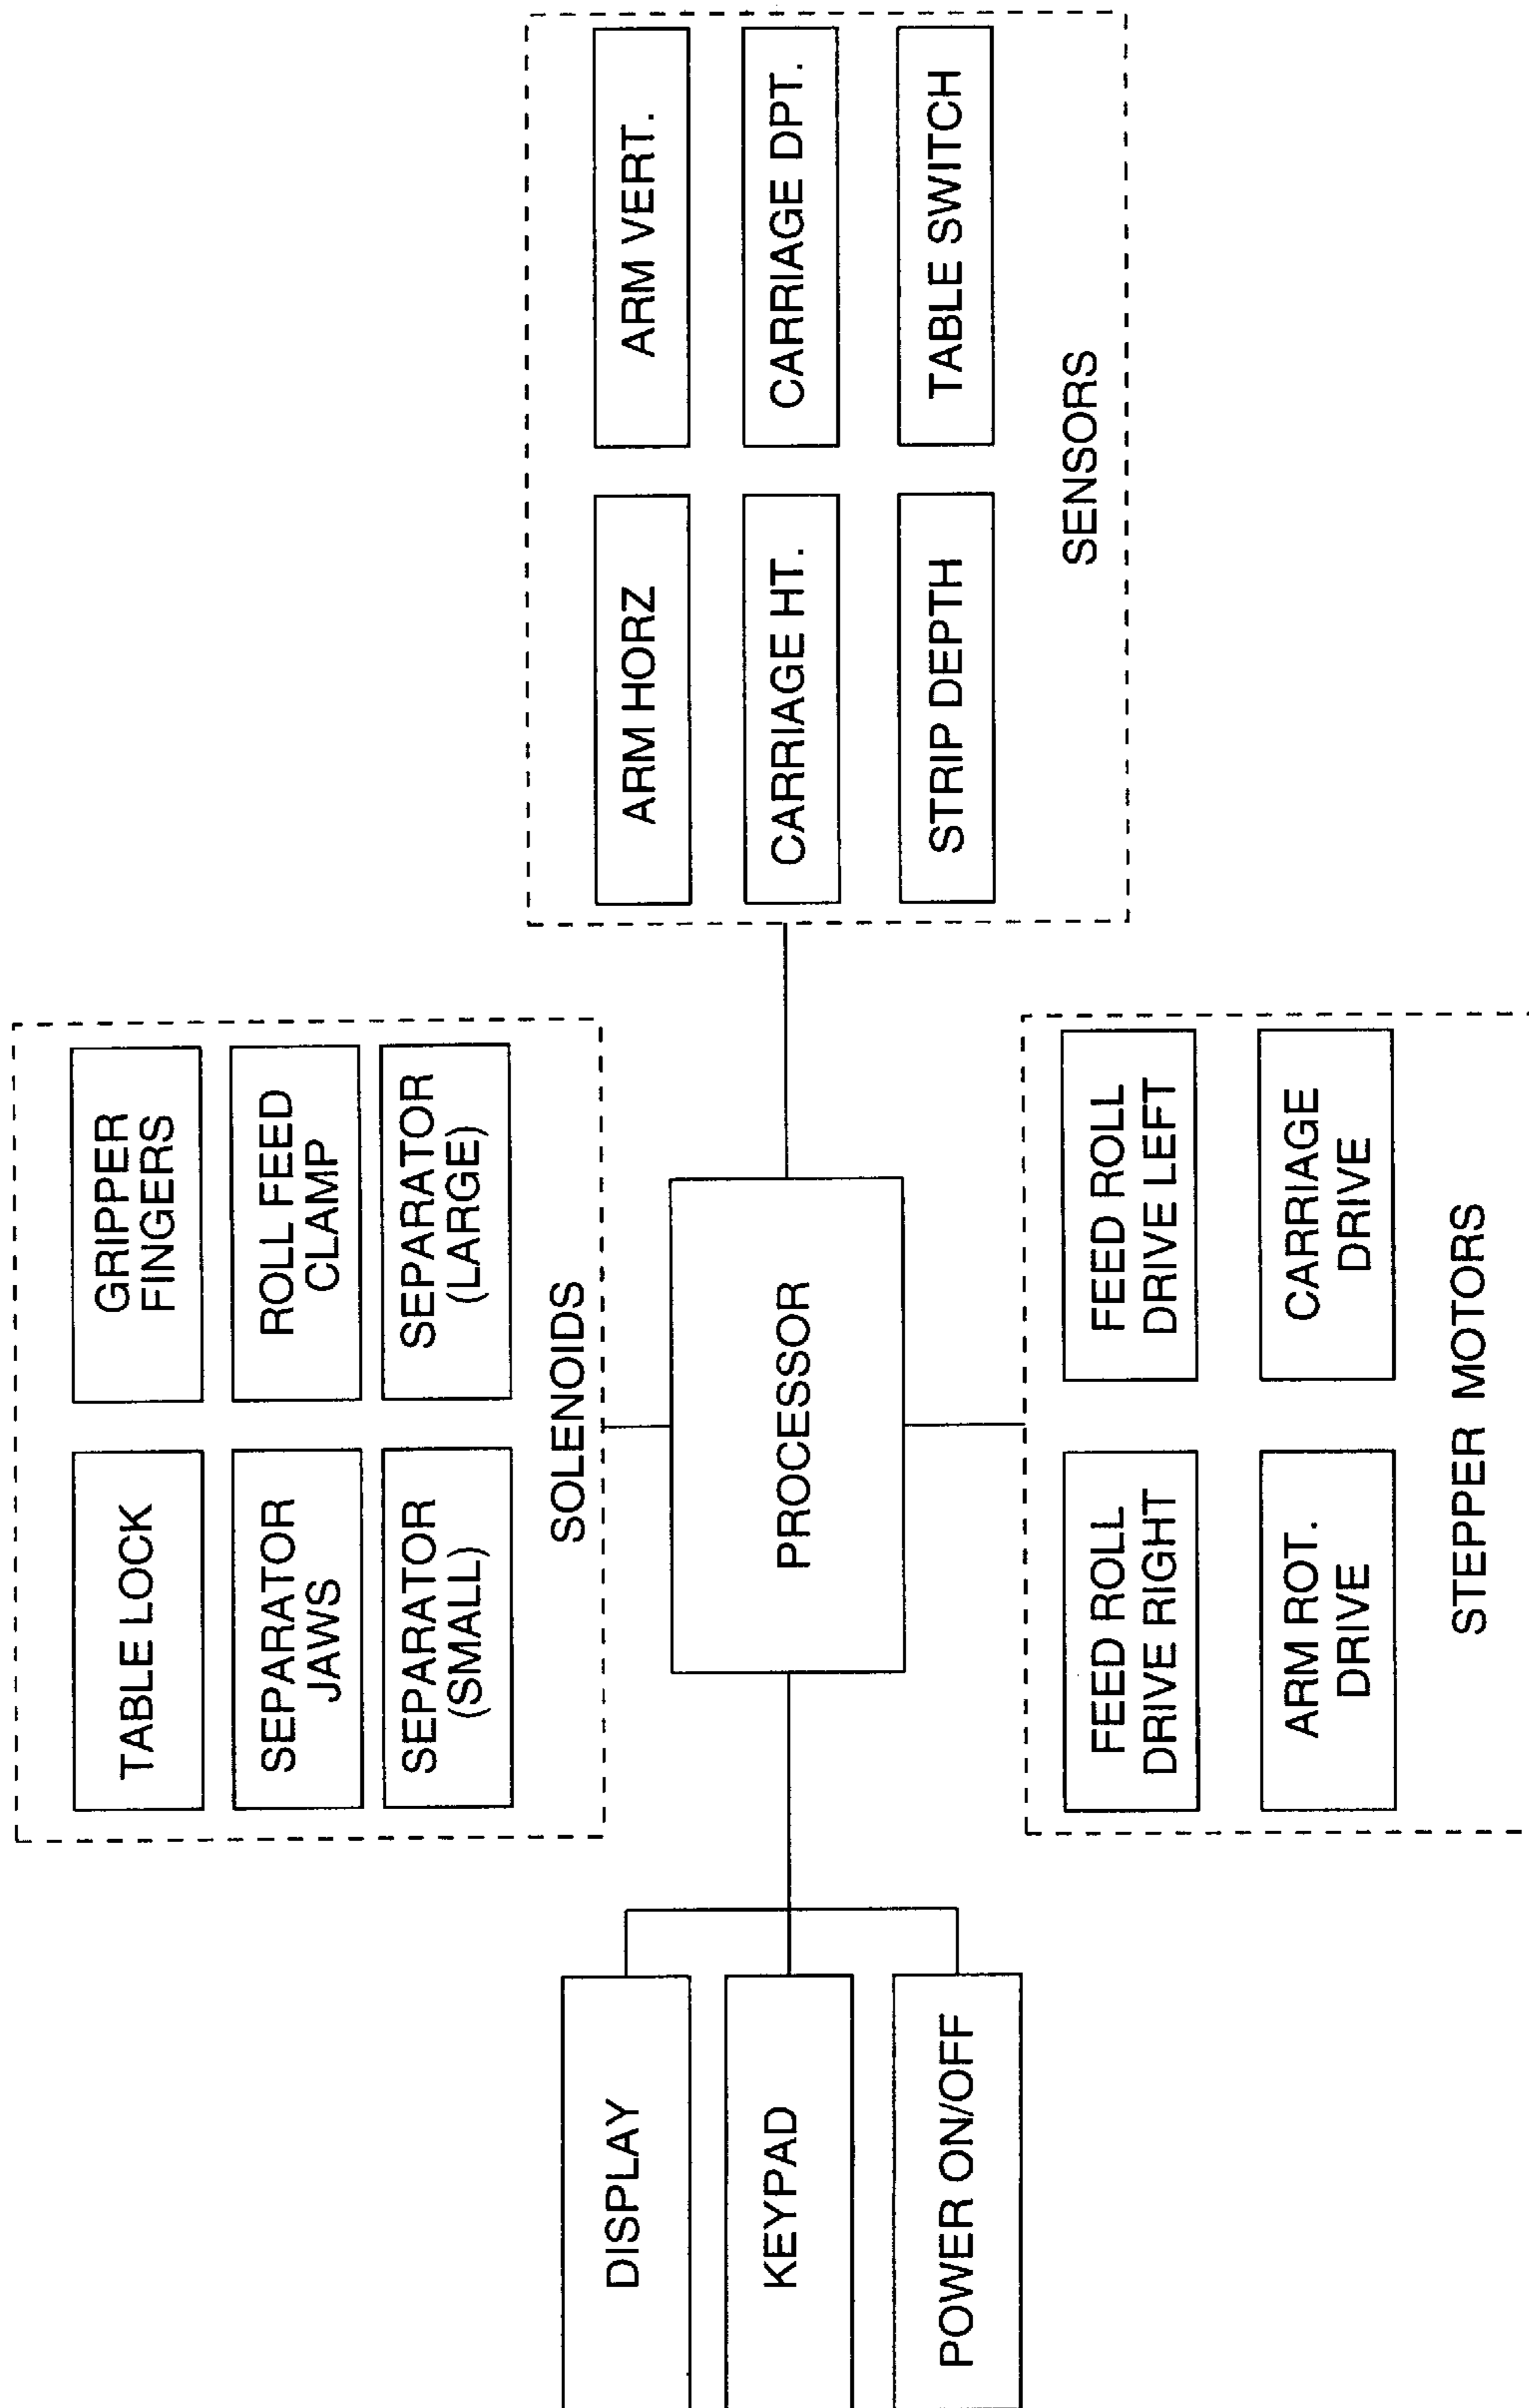 DISPLAY
KEYPAD
POWER ON/OFF
TABLE LOCK
GRIPPER
FINGERS
SEPARATOR
JAWS
ROLL FEED
CLAMP
SEPARATOR
(SMALL)
SEPARATOR
(LARGE)
SOLENOIDS
PROCESSOR
FEED ROLL
DRIVE RIGHT
FEED ROLL
DRIVE LEFT
ARM ROT.
DRIVE
CARRIAGE
DRIVE
STEPPER MOTORS
ARM HORZ
ARM VERT.
CARRIAGE HT.
CARRIAGE DPT.
STRIP DEPTH
TABLE SWITCH
SENSORS